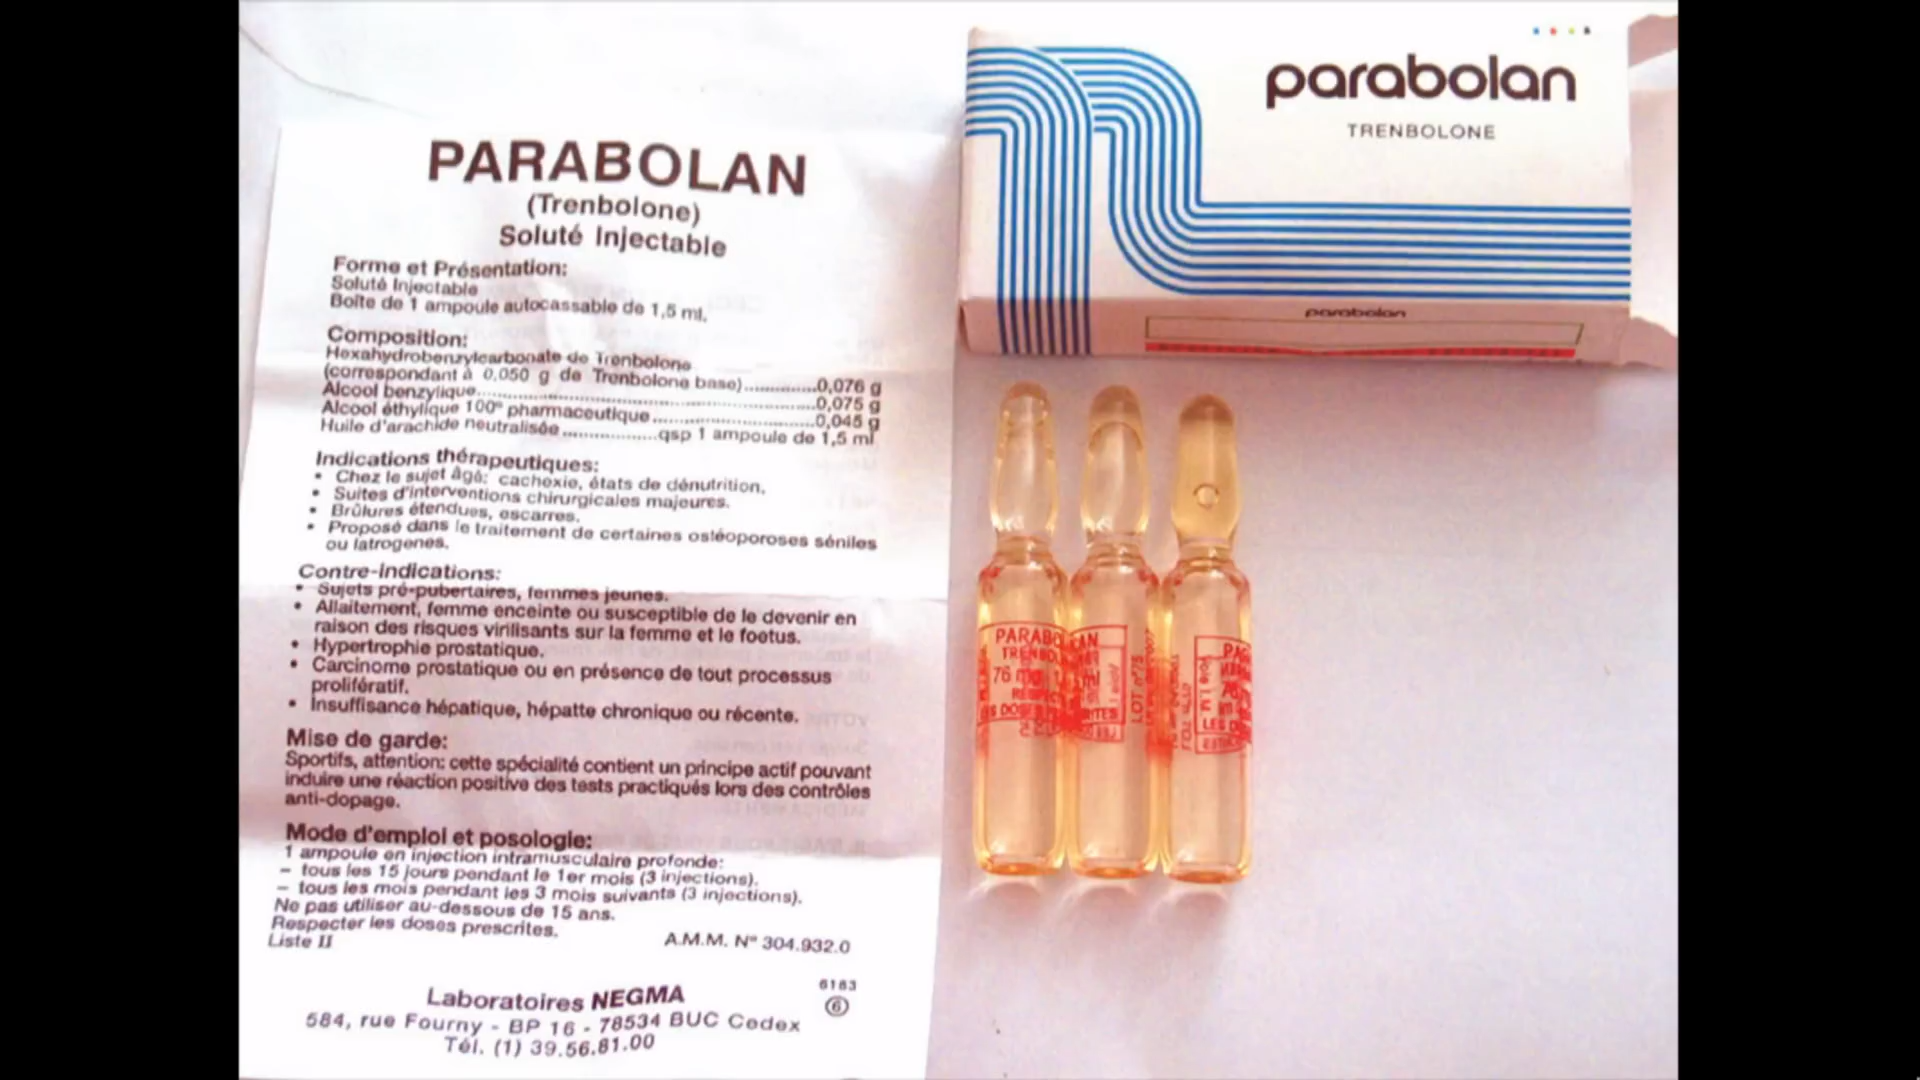 PARABOLAN
(Trenbolone)
Soluté Injectable
Forme et Présentation:
Soluté Injectable
Boîte de 1 ampoule autocassable de 1,5 ml.
Composition:
Hexahydrobenzylcarbonate de Trenbolone
(correspondant à 0,050 g de Trenbolone base)..............0,076 g
Alcool benzylique..............0,075 g
Alcool éthylique 100° pharmaceutique..............0,045 g
Huile d'arachide neutralisée..............qsp 1 ampoule de 1,5 ml
Indications thérapeutiques:
• Chez le sujet âgé: cachexie, états de dénutrition.
• Suites d'interventions chirurgicales majeures.
• Brûlures étendues, escarres.
• Proposé dans le traitement de certaines ostéoporoses séniles
ou iatrogenes.
Contre-indications:
• Sujets pré-pubertaires, femmes jeunes.
• Allaitement, femme enceinte ou susceptible de le devenir en
raison des risques virilisants sur la femme et le foetus.
• Hypertrophie prostatique.
• Carcinome prostatique ou en présence de tout processus
prolifératif.
• Insuffisance hépatique, hépatte chronique ou récente.
Mise de garde:
Sportifs, attention: cette spécialité contient un principe actif pouvant
induire une réaction positive des tests practiqués lors des contrôles
anti-dopage.
Mode d'emploi et posologie:
1 ampoule en injection intramusculaire profonde:
– tous les 15 jours pendant le 1er mois (3 injections).
– tous les mois pendant les 3 mois suivants (3 injections).
Ne pas utiliser au-dessous de 15 ans.
Respecter les doses prescrites.
Liste II
A.M.M. N° 304.932.0
Laboratoires NEGMA
584, rue Fourny - BP 16 - 78534 BUC Cedex
Tél. (1) 39.56.81.00
6183
6
parabolan
TRENBOLONE
parabolan
PARABO
TRENBOL
76 mg
LAN
LOT n°75